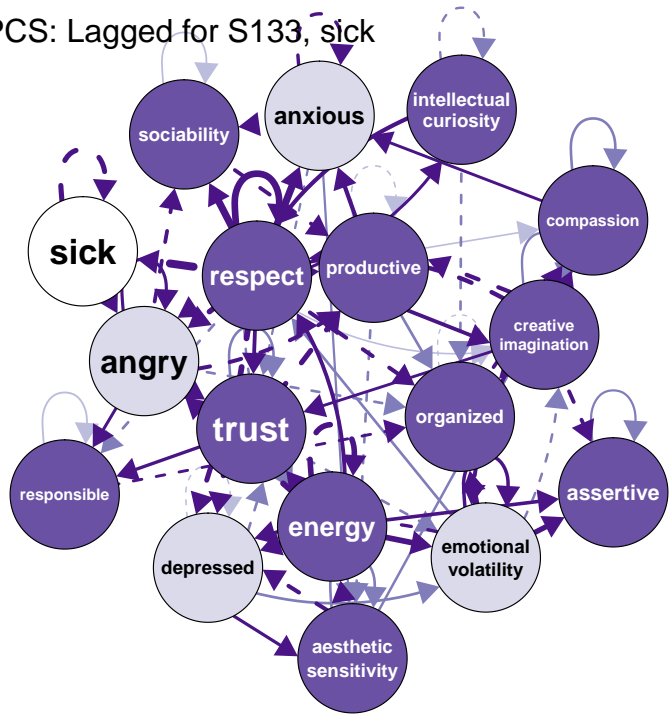 PCS: Lagged for S133, sick
anxious
intellectual
curiosity
sociability
compassion
sick
respect
productive
creative
imagination
angry
trust
organized
responsible
assertive
energy
depressed
emotional
volatility
aesthetic
sensitivity